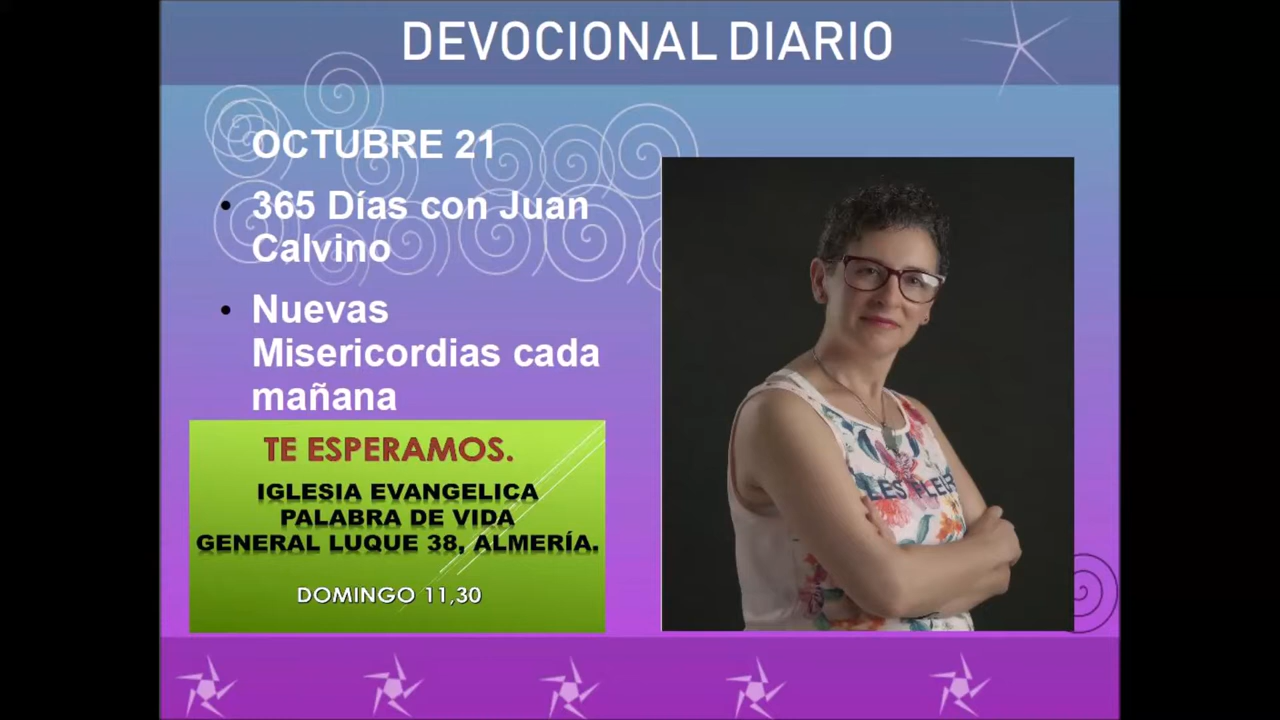 DEVOCIONAL DIARIO
OCTUBRE 21
• 365 Días con Juan
Calvino
• Nuevas
Misericordias cada
mañana
TE ESPERAMOS.
IGLESIA EVANGELICA
PALABRA DE VIDA
GENERAL LUQUE 38, ALMERÍA.
DOMINGO 11,30